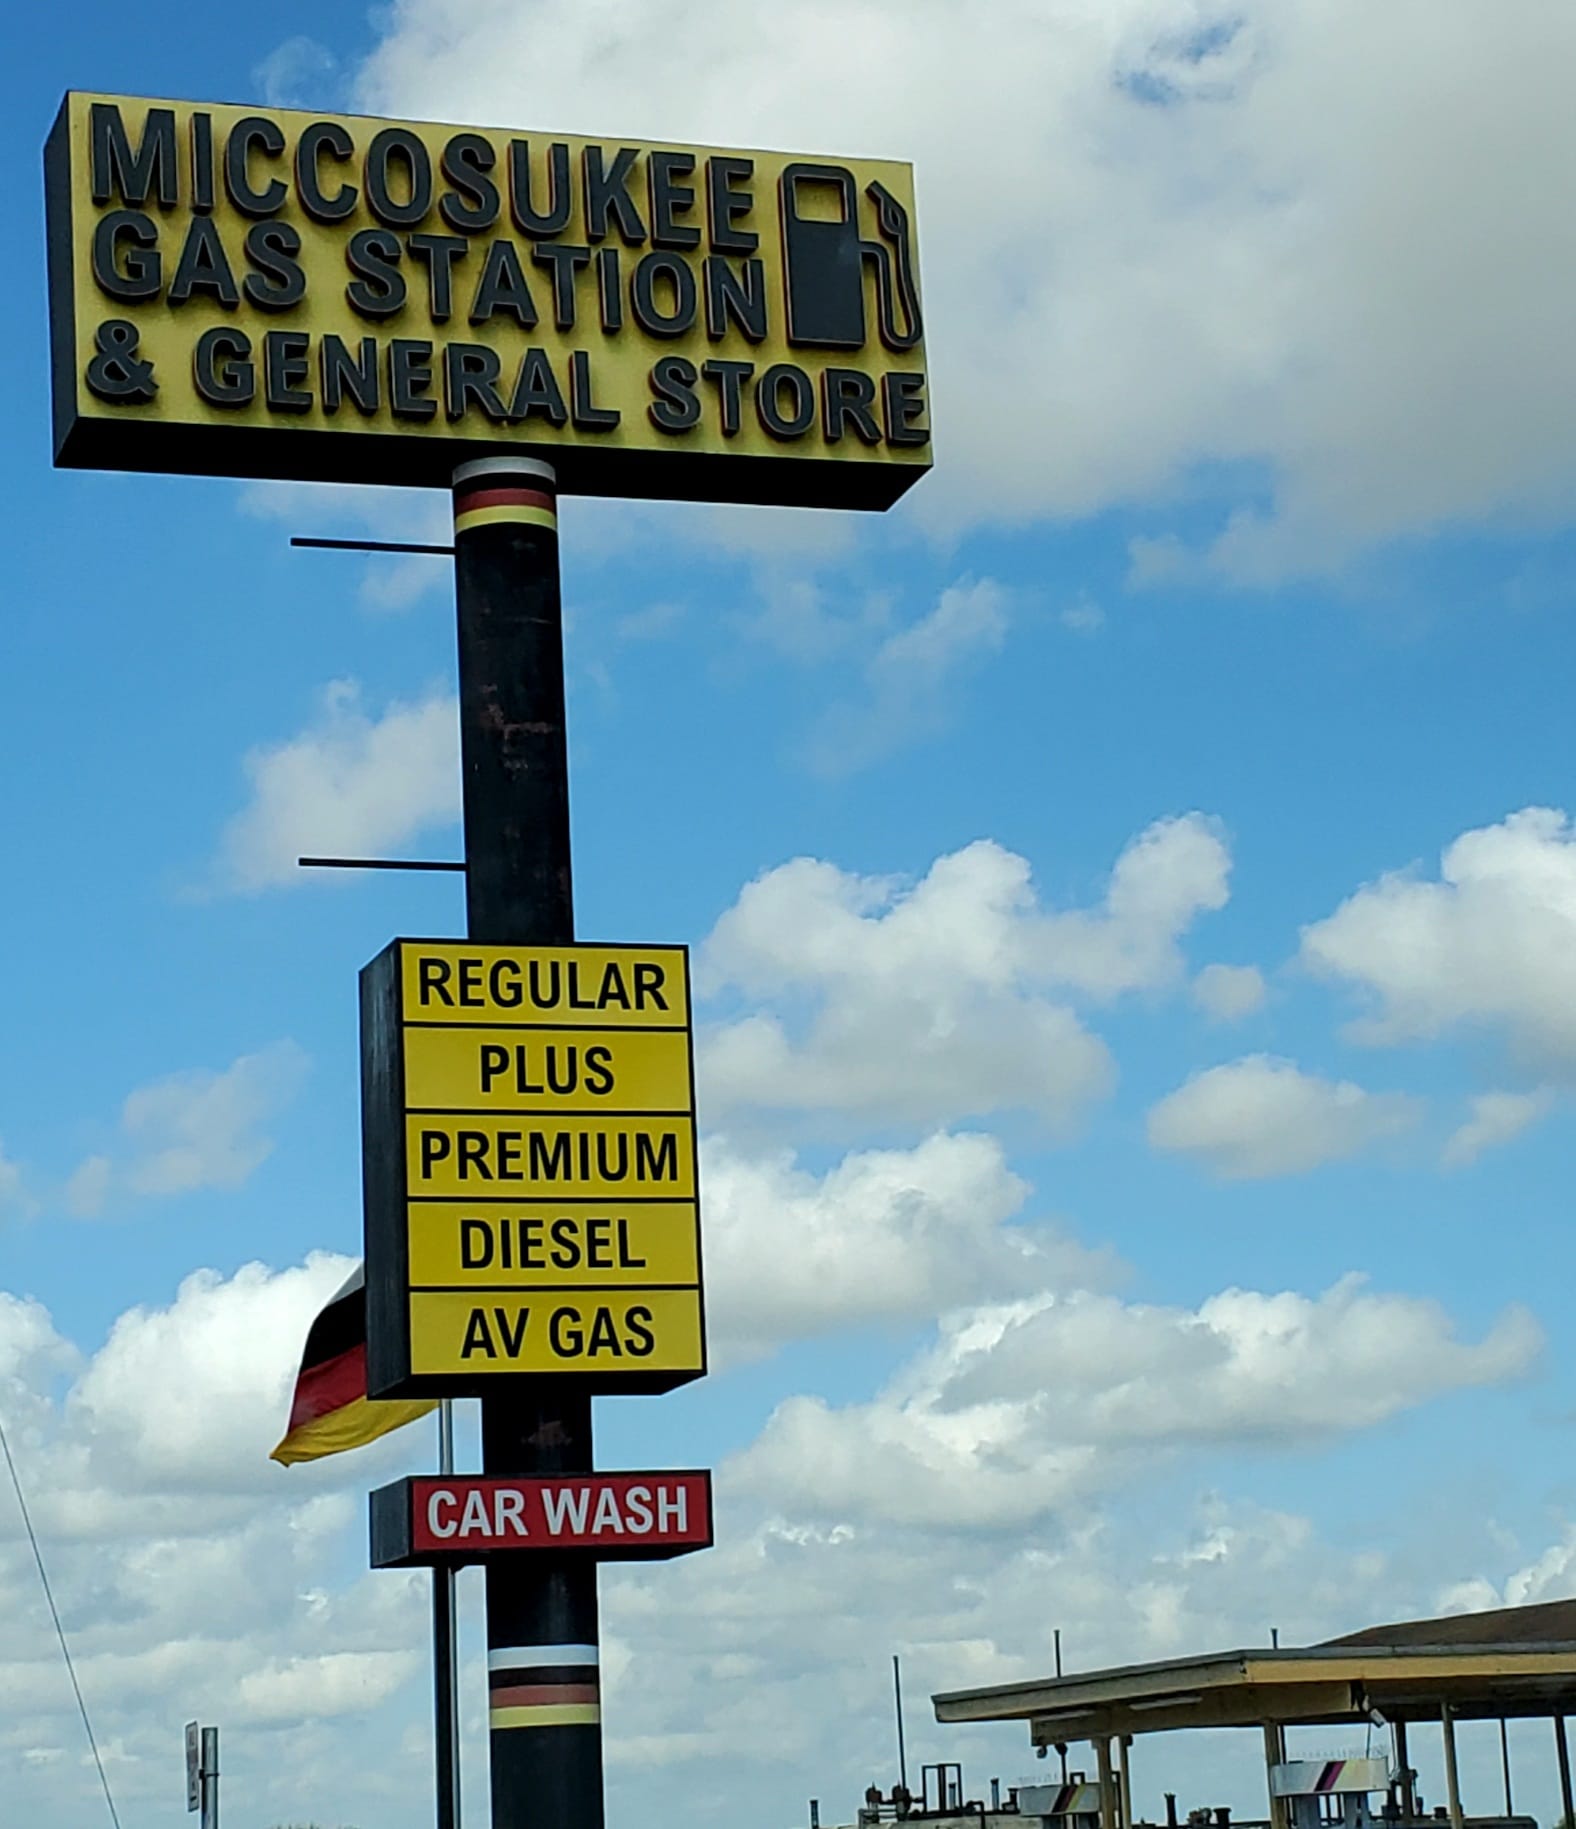 MICCOSUKEE
GAS STATION
& GENERAL STORE
REGULAR
PLUS
PREMIUM
DIESEL
AV GAS
CAR WASH